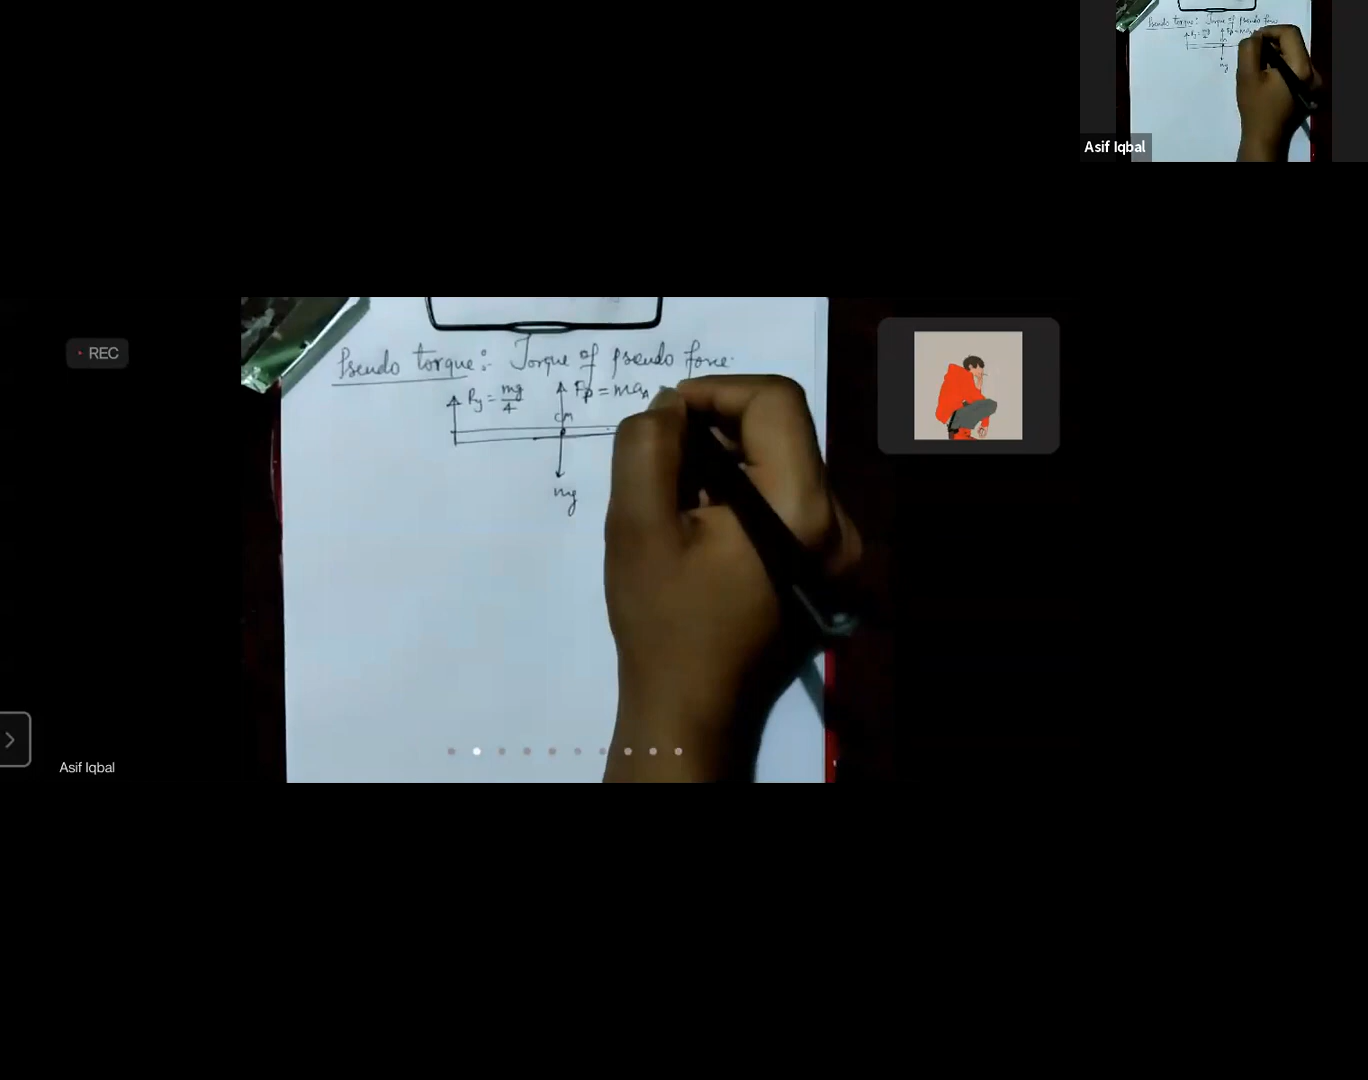 Asif Iqbal
REC
Pseudo torque :- Torque of pseudo force.
Ry = mg/4
Fp = maA
cm
mg
Asif Iqbal